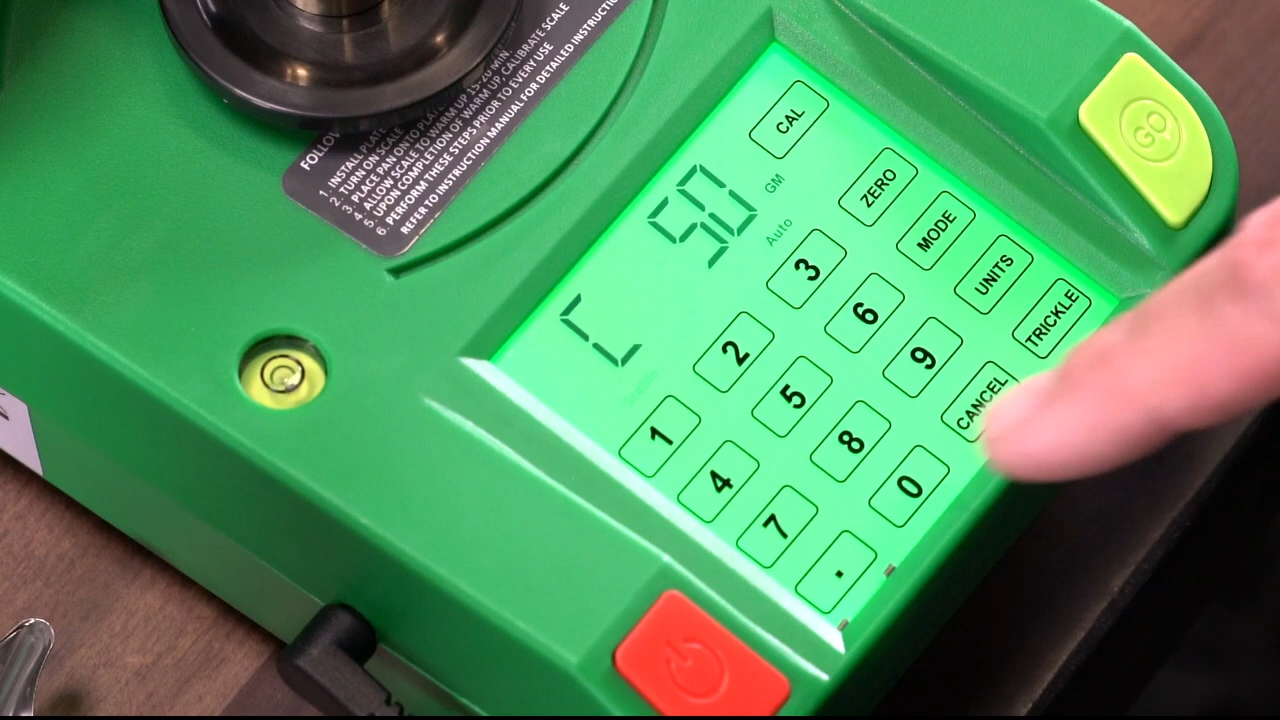 FOLLOW
1. INSTALL PLATE
2. TURN ON SCALE
3. PLACE PAN ONTO PLATE
4. ALLOW SCALE TO WARM UP 15-20 MIN.
5. UPON COMPLETION OF WARM UP, CALIBRATE SCALE
6. PERFORM THESE STEPS PRIOR TO EVERY USE
REFER TO INSTRUCTION MANUAL FOR DETAILED INSTRUCTIO
C 50
GM
Auto
CAL
ZERO
MODE
UNITS
TRICKLE
1 2 3
4 5 6
7 8 9
. 0 CANCEL
GO